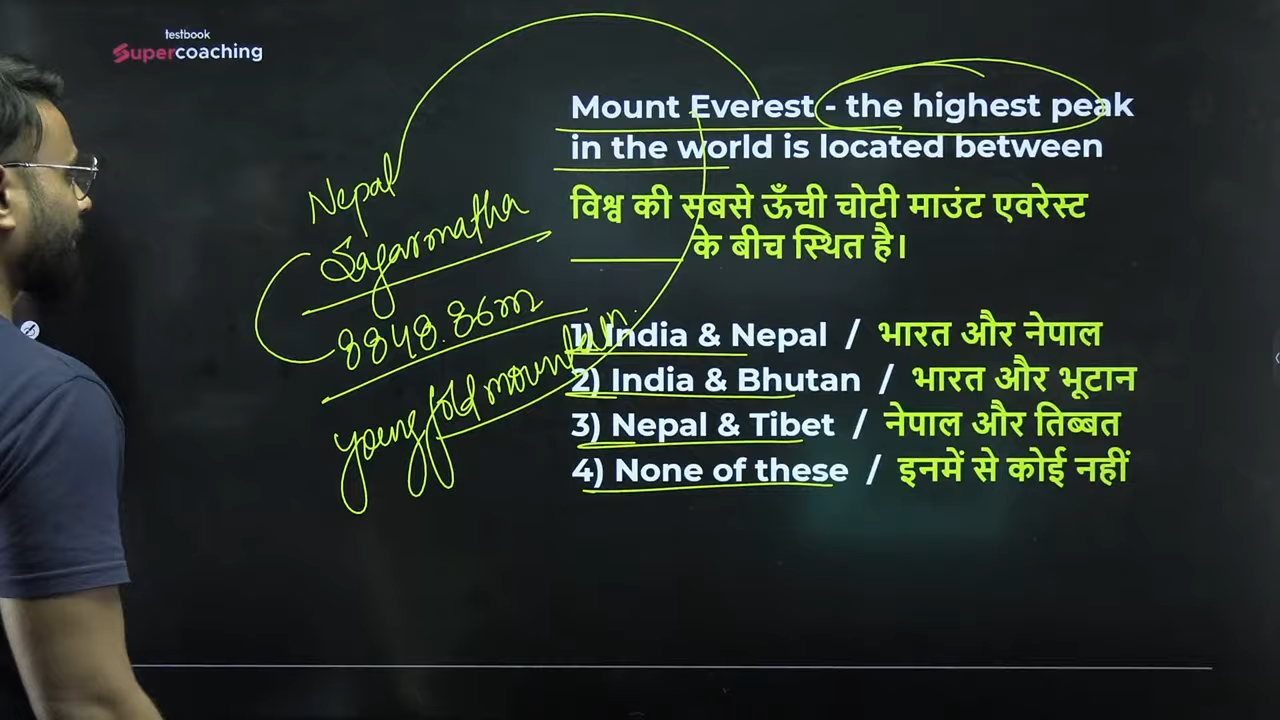 testbook
Supercoaching
Mount Everest - the highest peak
in the world is located between
विश्व की सबसे ऊँची चोटी माउंट एवरेस्ट
_______ के बीच स्थित है।
1) India & Nepal / भारत और नेपाल
2) India & Bhutan / भारत और भूटान
3) Nepal & Tibet / नेपाल और तिब्बत
4) None of these / इनमें से कोई नहीं
Nepal
Sagarmatha
8848.86m
young fold mountain